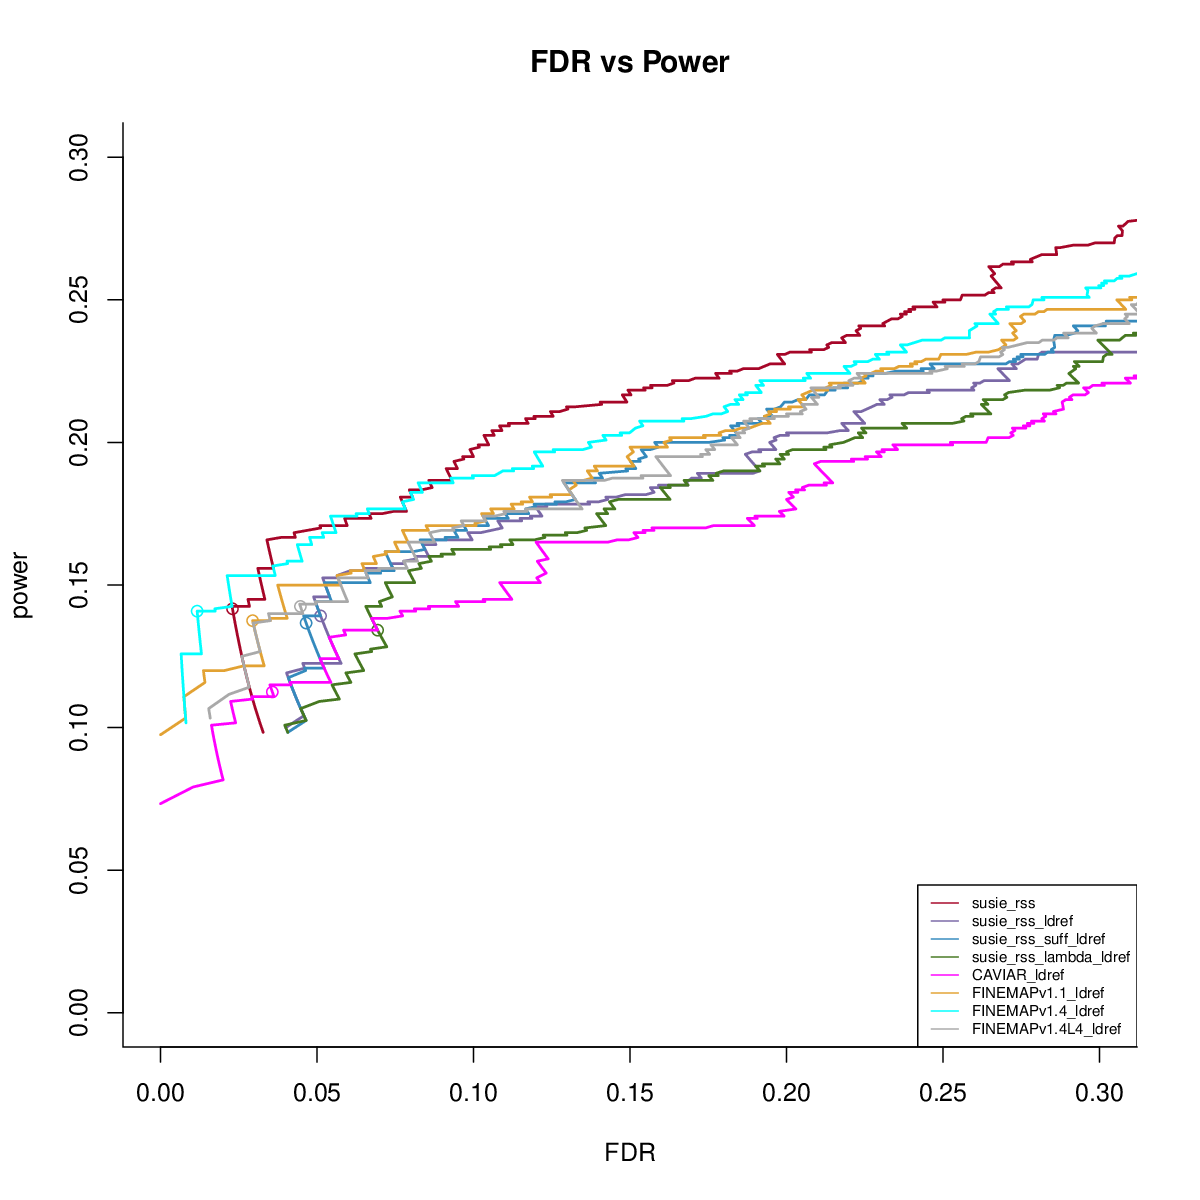 FDR vs Power
0.30
0.25
0.20
0.15
0.10
0.05
0.00
power
susie_rss
susie_rss_ldref
susie_rss_suff_ldref
susie_rss_lambda_ldref
CAVIAR_ldref
FINEMAPv1.1_ldref
FINEMAPv1.4_ldref
FINEMAPv1.4L4_ldref
0.00 0.05 0.10 0.15 0.20 0.25 0.30
FDR